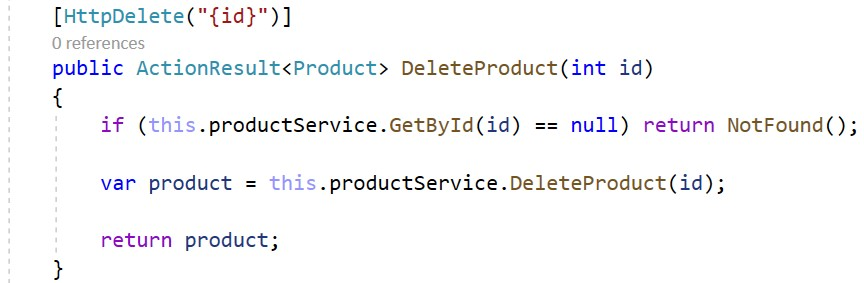 [HttpDelete("{id}")]
0 references
public ActionResult<Product> DeleteProduct(int id)
{
if (this.productService.GetById(id) == null) return NotFound();
var product = this.productService.DeleteProduct(id);
return product;
}